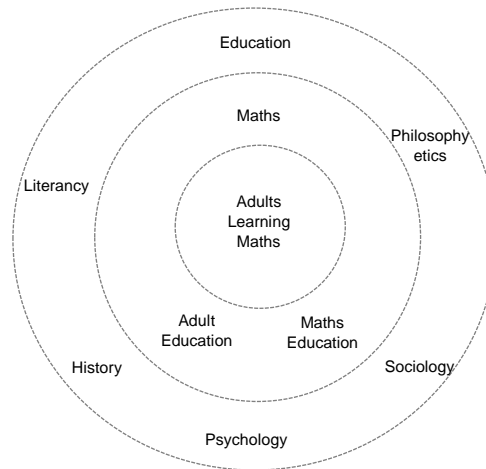 Education
Maths
Philosophy
etics
Literancy
Adults
Learning
Maths
Adult
Education
Maths
Education
History
Sociology
Psychology